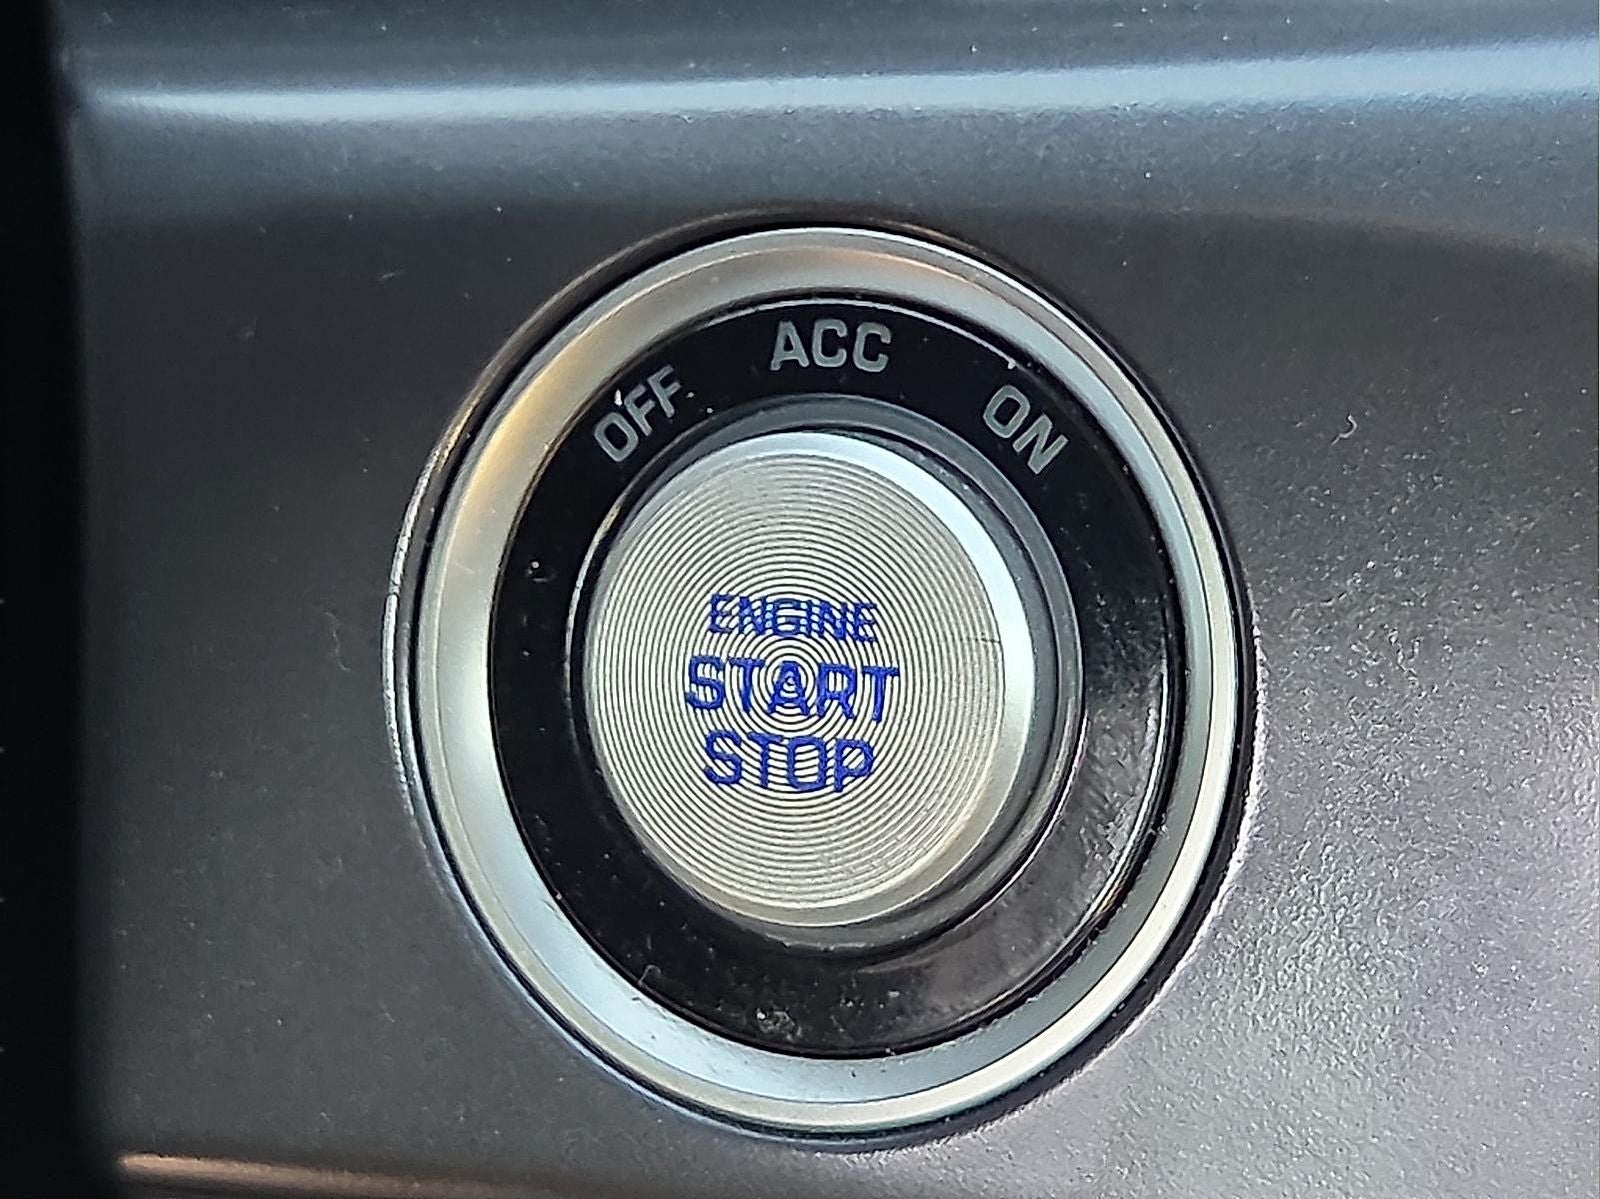 OFF ACC ON
ENGINE
START
STOP